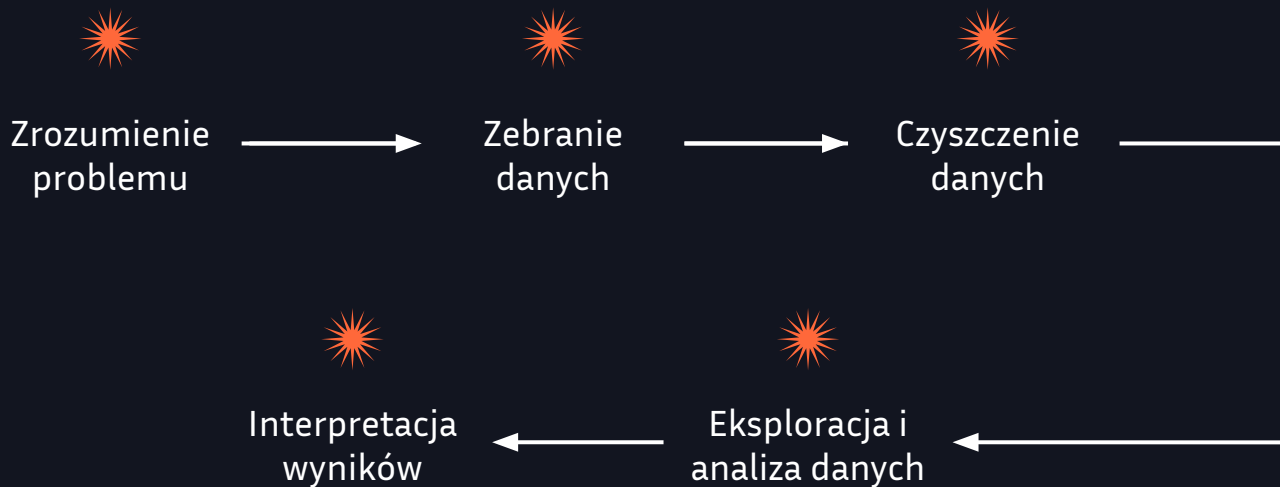 Zrozumienie
problemu
Zebranie
danych
Czyszczenie
danych
Interpretacja
wyników
Eksploracja i
analiza danych